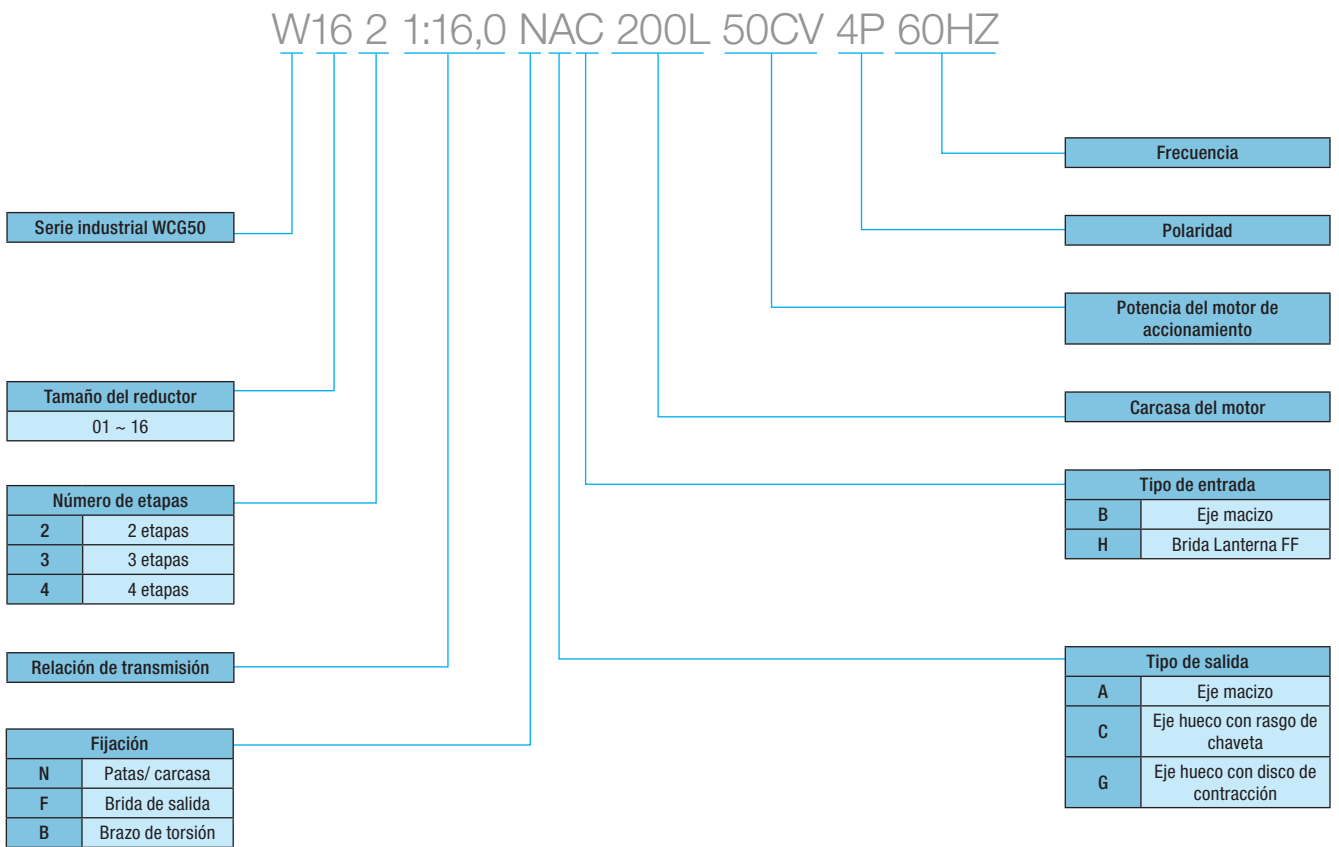 W16 2 1:16,0 NAC 200L 50CV 4P 60HZ
Serie industrial WCG50
Tamaño del reductor
01 ~ 16
Número de etapas
2 2 etapas
3 3 etapas
4 4 etapas
Relación de transmisión
Fijación
N Patas/ carcasa
F Brida de salida
B Brazo de torsión
Frecuencia
Polaridad
Potencia del motor de
accionamiento
Carcasa del motor
Tipo de entrada
B Eje macizo
H Brida Lanterna FF
Tipo de salida
A Eje macizo
C Eje hueco con rasgo de
chaveta
G Eje hueco con disco de
contracción